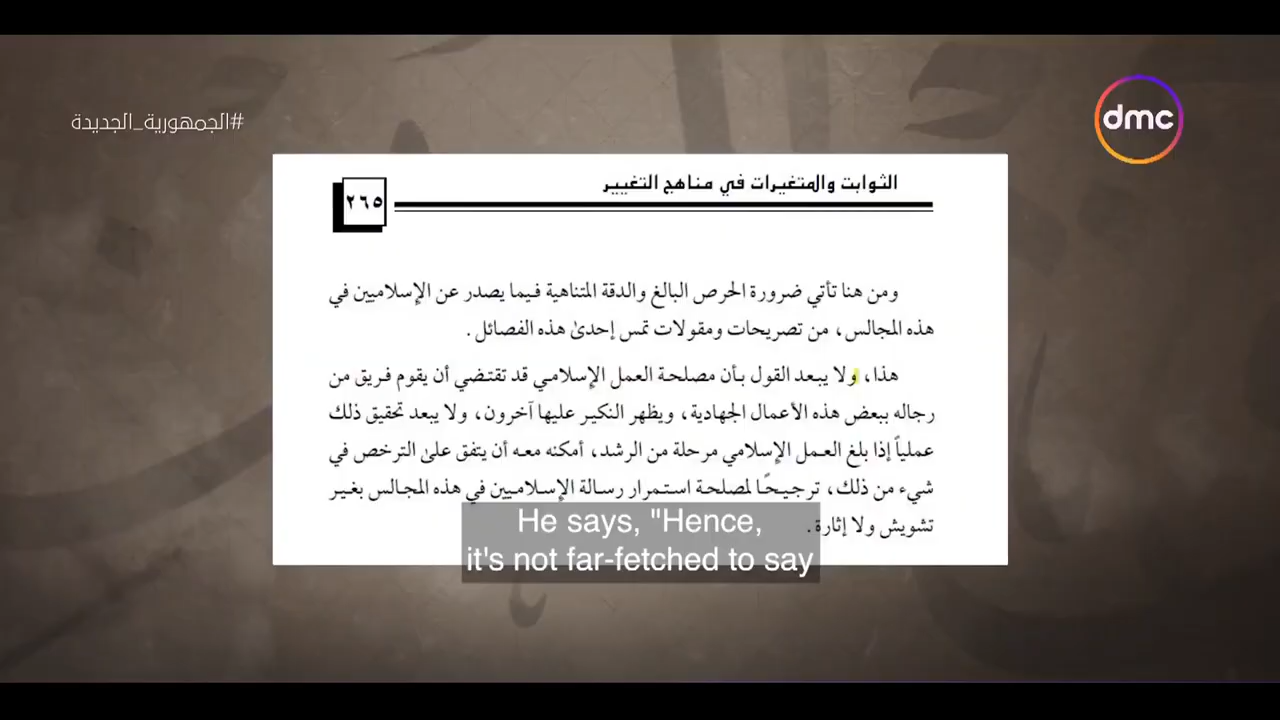 #الجمهورية_الجديدة
dmc
الثوابت والمتغيرات في مناهج التغيير
٢٦٥
ومن هنا تأتي ضرورة الحرص البالغ والدقة المتناهية فيما يصدر عن الإسلاميين في
هذه المجالس، من تصريحات ومقولات تمس إحدىٰ هذه الفصائل.
هذا، ولا يبعد القول بأن مصلحة العمل الإسلامي قد تقتضي أن يقوم فريق من
رجاله ببعض هذه الأعمال الجهادية، ويظهر النكير عليها آخرون، ولا يبعد تحقيق ذلك
عملياً إذا بلغ العمل الإسلامي مرحلة من الرشد، أمكنه معه أن يتفق علىٰ الترخص في
شيء من ذلك، ترجيحًا لمصلحة استمرار رسالة الإسلاميين في هذه المجالس بغير
تشويش ولا إثارة.
He says, "Hence,
it's not far-fetched to say